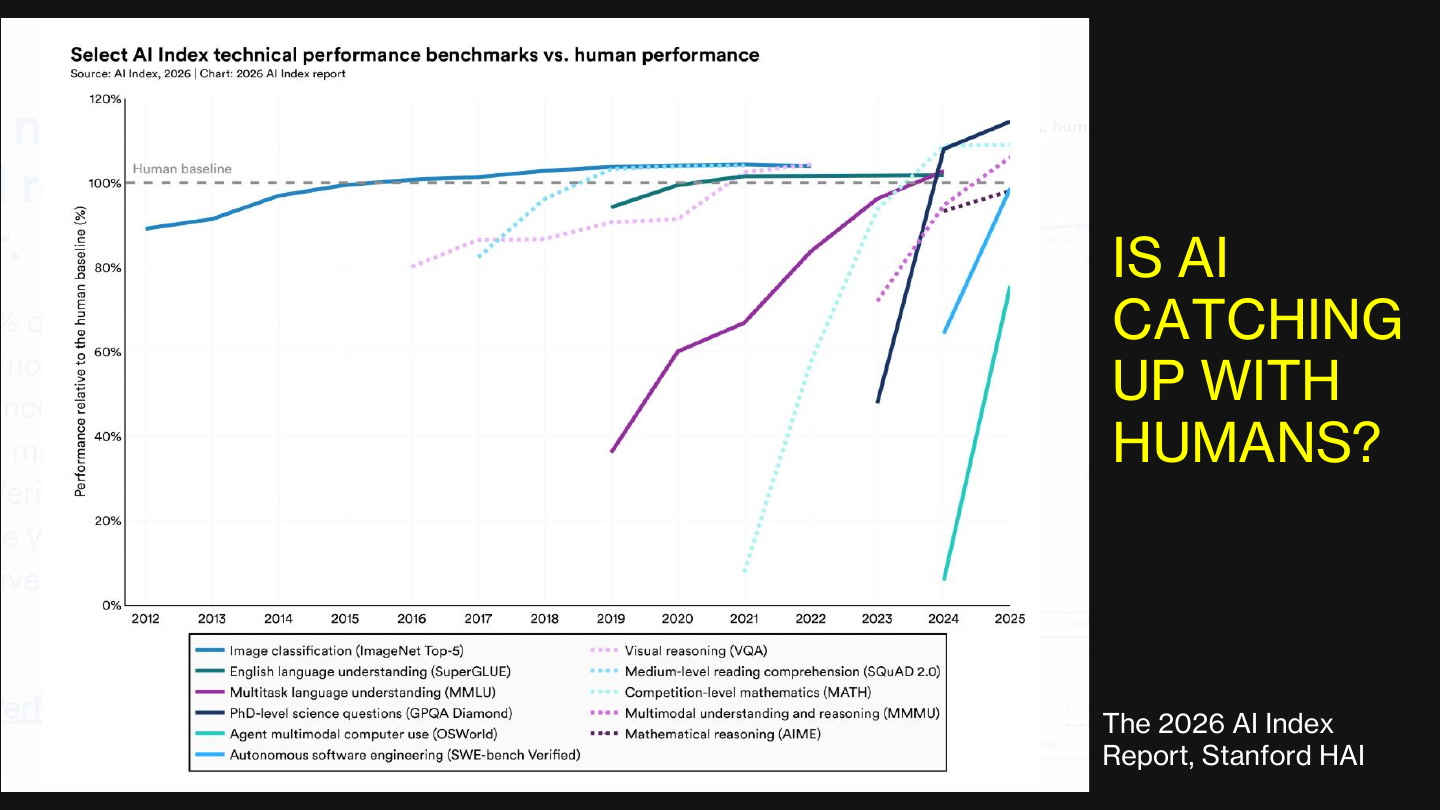 Select AI Index technical performance benchmarks vs. human performance
Source: AI Index, 2026 | Chart: 2026 AI Index report
120%
Human baseline
100%
80%
60%
40%
20%
0%
Performance relative to the human baseline (%)
2012 2013 2014 2015 2016 2017 2018 2019 2020 2021 2022 2023 2024 2025
Image classification (ImageNet Top-5)
English language understanding (SuperGLUE)
Multitask language understanding (MMLU)
PhD-level science questions (GPQA Diamond)
Agent multimodal computer use (OSWorld)
Autonomous software engineering (SWE-bench Verified)
Visual reasoning (VQA)
Medium-level reading comprehension (SQuAD 2.0)
Competition-level mathematics (MATH)
Multimodal understanding and reasoning (MMMU)
Mathematical reasoning (AIME)
IS AI
CATCHING
UP WITH
HUMANS?
The 2026 AI Index
Report, Stanford HAI